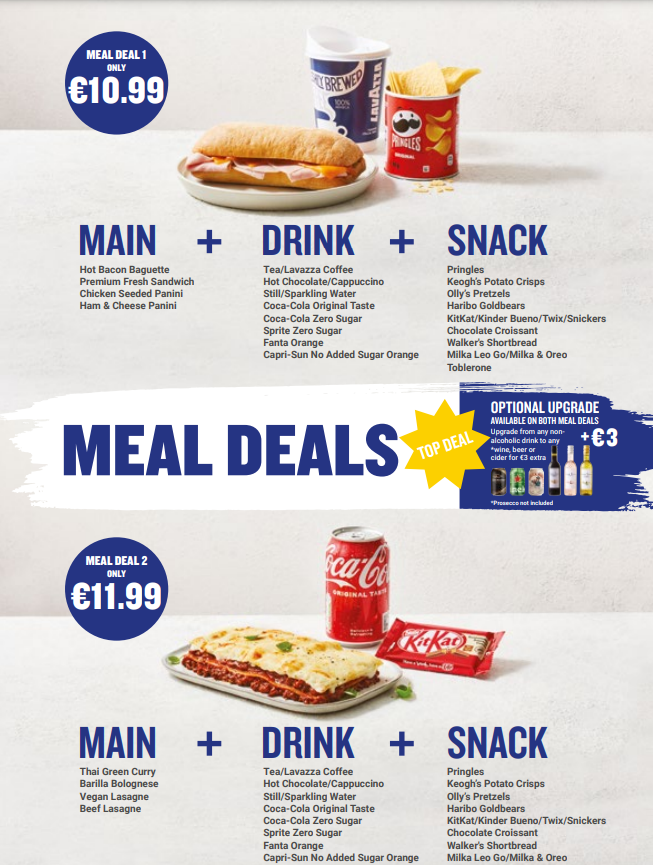 MEAL DEAL 1
ONLY
€10.99
DAILY BREWED
100%
LAVAZZA
PRINGLES
ORIGINAL
MAIN + DRINK + SNACK
Hot Bacon Baguette
Premium Fresh Sandwich
Chicken Seeded Panini
Ham & Cheese Panini
Tea/Lavazza Coffee
Hot Chocolate/Cappuccino
Still/Sparkling Water
Coca-Cola Original Taste
Coca-Cola Zero Sugar
Sprite Zero Sugar
Fanta Orange
Capri-Sun No Added Sugar Orange
Pringles
Keogh's Potato Crisps
Olly's Pretzels
Haribo Goldbears
KitKat/Kinder Bueno/Twix/Snickers
Chocolate Croissant
Walker's Shortbread
Milka Leo Go/Milka & Oreo
Toblerone
MEAL DEALS
TOP DEAL
OPTIONAL UPGRADE
AVAILABLE ON BOTH MEAL DEALS
Upgrade from any non-
alcoholic drink to any
*wine, beer or
cider for €3 extra
+€3
*Prosecco not included
MEAL DEAL 2
ONLY
€11.99
Coca-Cola
ORIGINAL TASTE
KitKat
MAIN + DRINK + SNACK
Thai Green Curry
Barilla Bolognese
Vegan Lasagne
Beef Lasagne
Tea/Lavazza Coffee
Hot Chocolate/Cappuccino
Still/Sparkling Water
Coca-Cola Original Taste
Coca-Cola Zero Sugar
Sprite Zero Sugar
Fanta Orange
Capri-Sun No Added Sugar Orange
Pringles
Keogh's Potato Crisps
Olly's Pretzels
Haribo Goldbears
KitKat/Kinder Bueno/Twix/Snickers
Chocolate Croissant
Walker's Shortbread
Milka Leo Go/Milka & Oreo